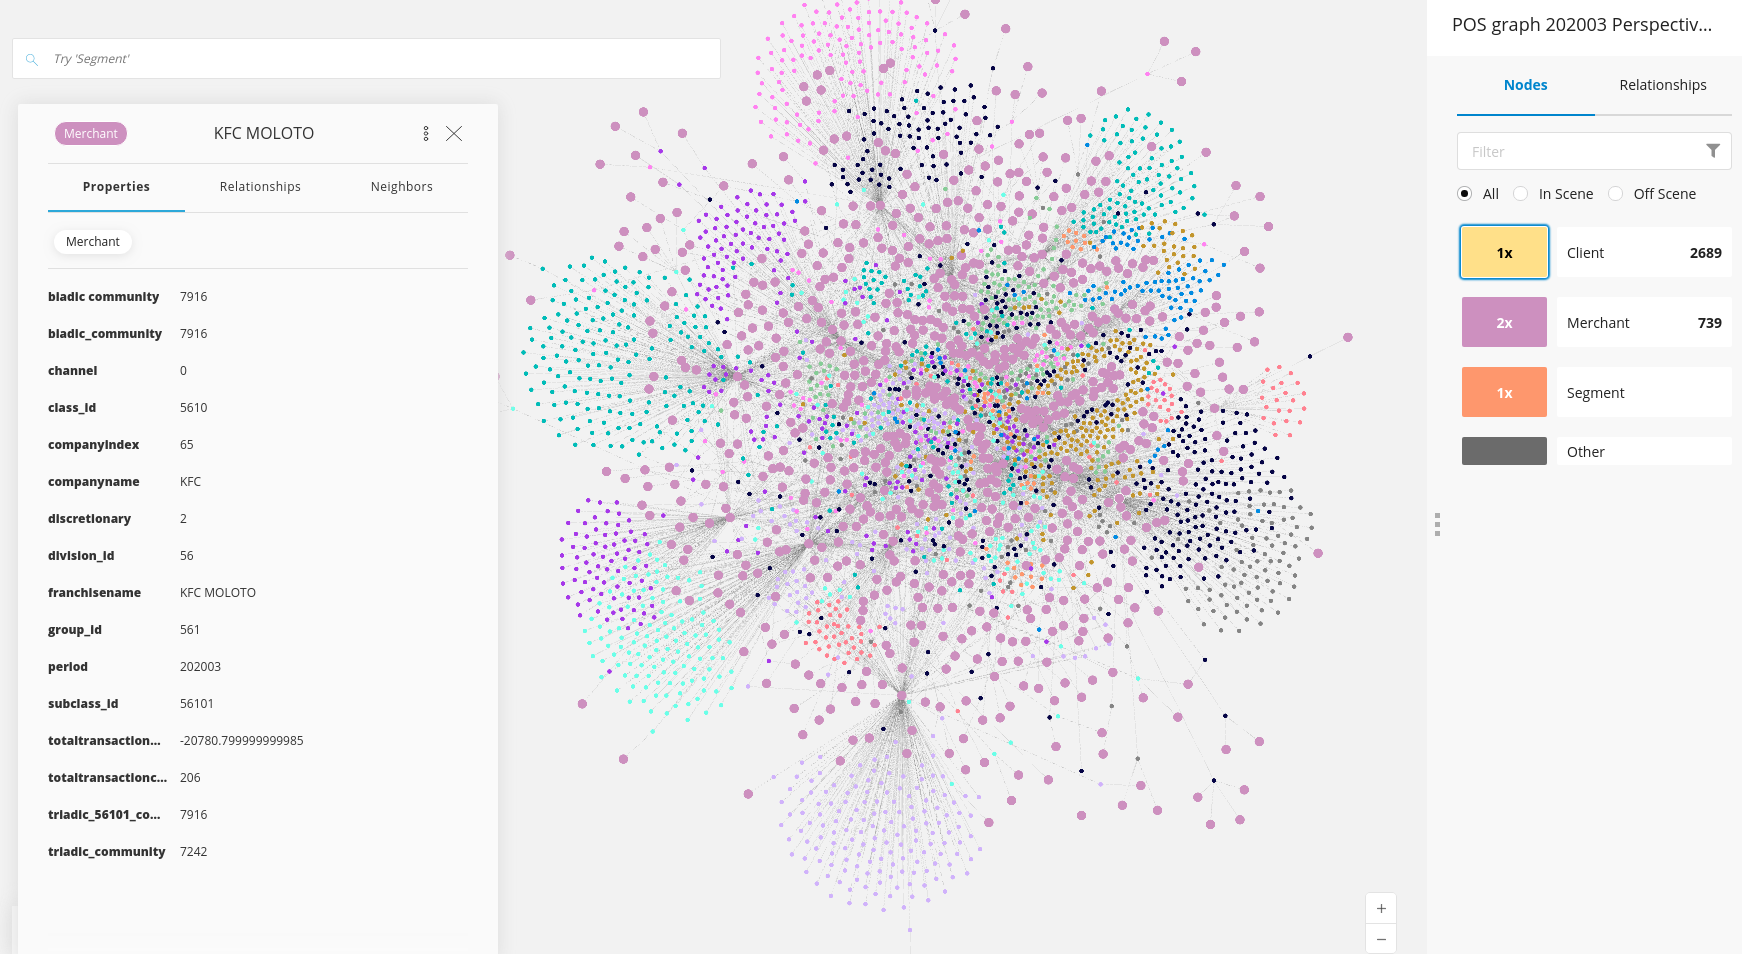 Try 'Segment'
Merchant
KFC MOLOTO
Properties
Relationships
Neighbors
Merchant
bladic community 7916
bladic_community 7916
channel 0
class_id 5610
companyindex 65
companyname KFC
discretionary 2
division_id 56
franchisename KFC MOLOTO
group_id 561
period 202003
subclass_id 56101
totaltransaction... -20780.799999999985
totaltransactionc... 206
triadic_56101_co... 7916
triadic_community 7242
+
−
POS graph 202003 Perspectiv...
Nodes
Relationships
Filter
All
In Scene
Off Scene
1x Client 2689
2x Merchant 739
1x Segment
Other